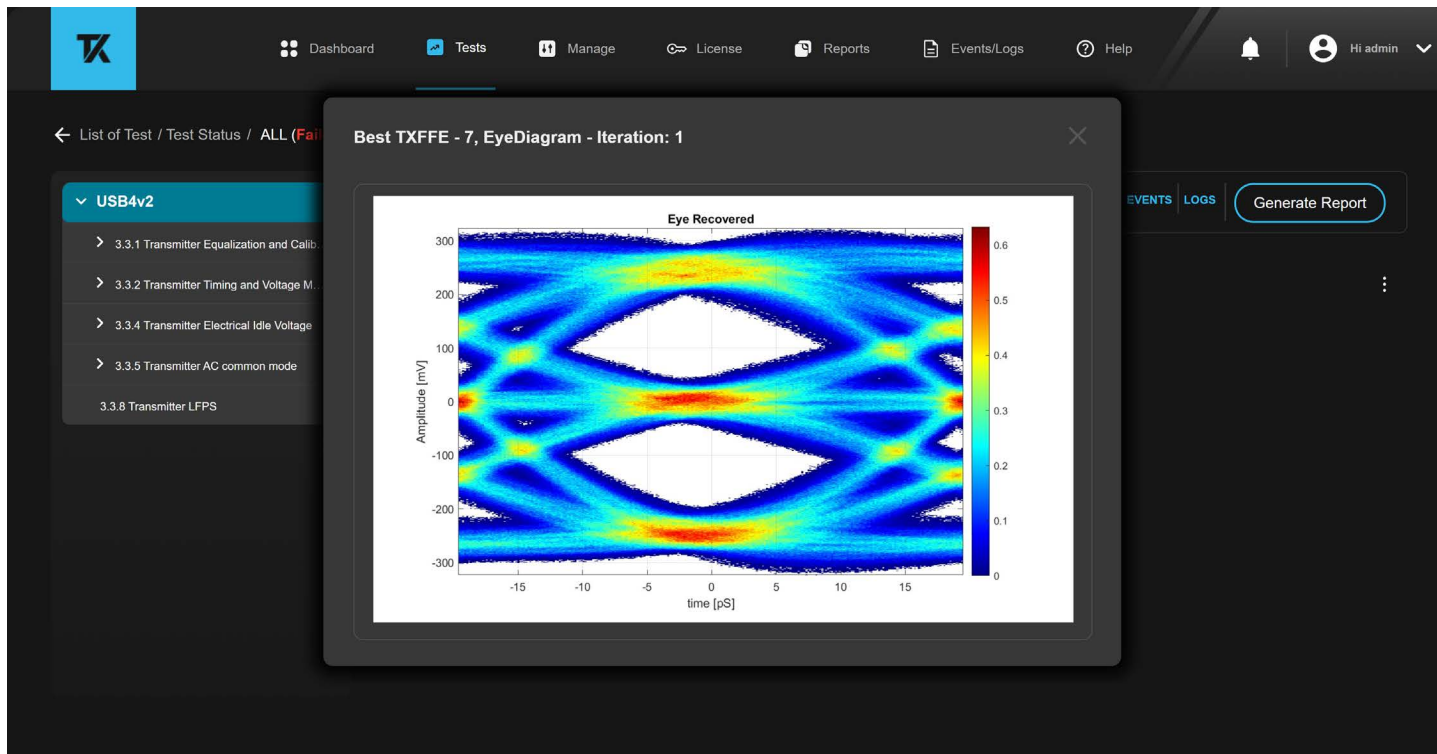 TX
Dashboard
Tests
Manage
License
Reports
Events/Logs
Help
Hi admin
List of Test / Test Status / ALL (Fail
USB4v2
3.3.1 Transmitter Equalization and Calib..
3.3.2 Transmitter Timing and Voltage M...
3.3.4 Transmitter Electrical Idle Voltage
3.3.5 Transmitter AC common mode
3.3.8 Transmitter LFPS
EVENTS
LOGS
Generate Report
Best TXFFE - 7, EyeDiagram - Iteration: 1
Eye Recovered
Amplitude [mV]
300
200
100
0
-100
-200
-300
-15 -10 -5 0 5 10 15
time [pS]
0.6
0.5
0.4
0.3
0.2
0.1
0